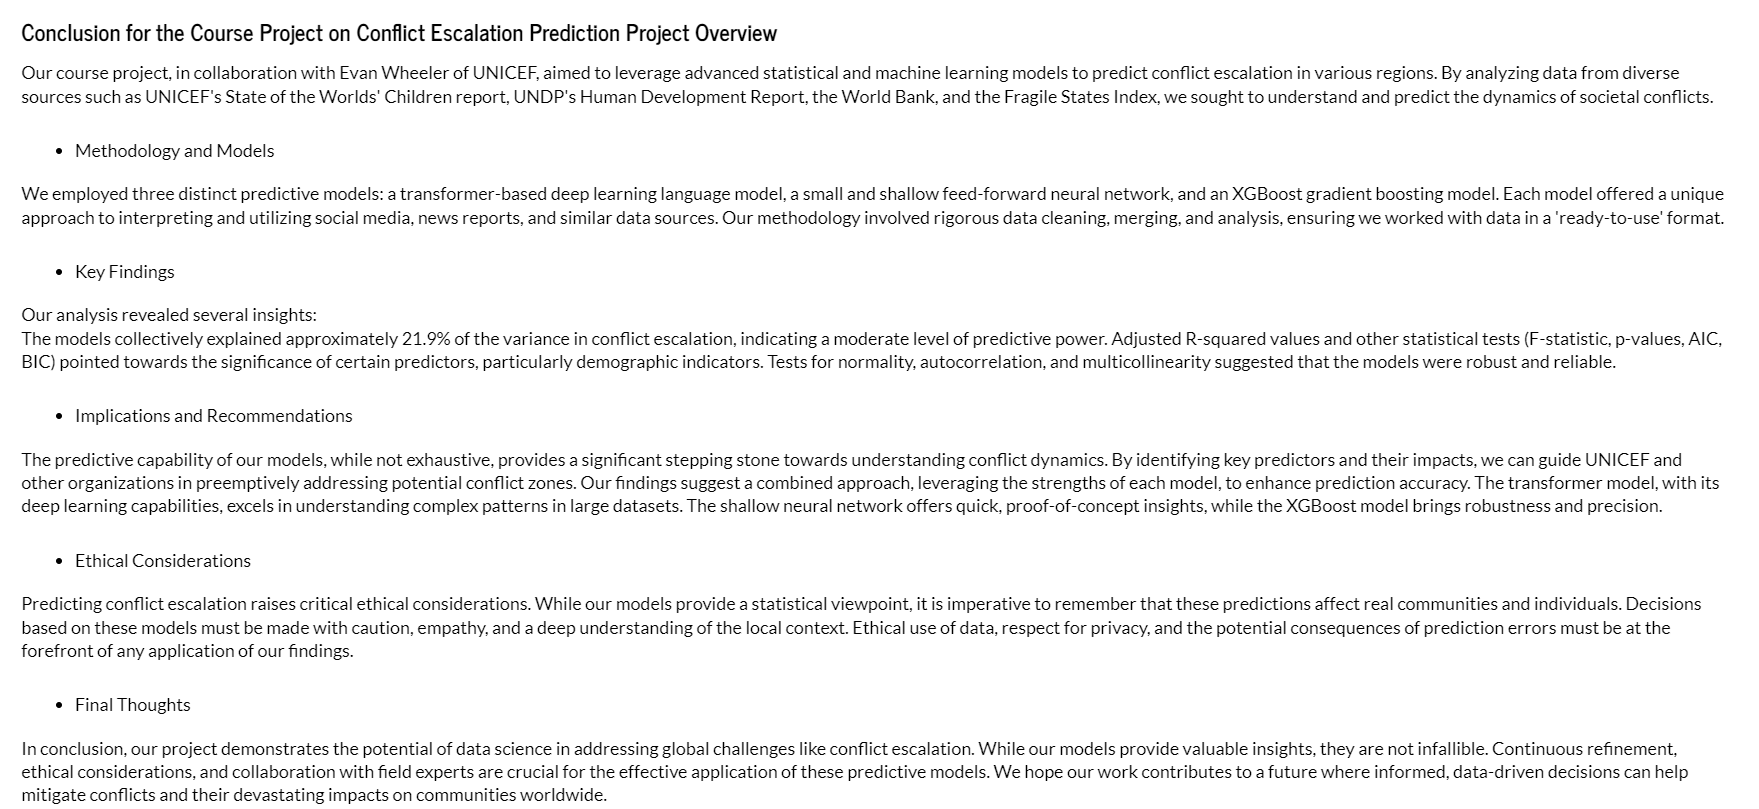 Conclusion for the Course Project on Conflict Escalation Prediction Project Overview
Our course project, in collaboration with Evan Wheeler of UNICEF, aimed to leverage advanced statistical and machine learning models to predict conflict escalation in various regions. By analyzing data from diverse
sources such as UNICEF's State of the Worlds' Children report, UNDP's Human Development Report, the World Bank, and the Fragile States Index, we sought to understand and predict the dynamics of societal conflicts.
• Methodology and Models
We employed three distinct predictive models: a transformer-based deep learning language model, a small and shallow feed-forward neural network, and an XGBoost gradient boosting model. Each model offered a unique
approach to interpreting and utilizing social media, news reports, and similar data sources. Our methodology involved rigorous data cleaning, merging, and analysis, ensuring we worked with data in a 'ready-to-use' format.
• Key Findings
Our analysis revealed several insights:
The models collectively explained approximately 21.9% of the variance in conflict escalation, indicating a moderate level of predictive power. Adjusted R-squared values and other statistical tests (F-statistic, p-values, AIC,
BIC) pointed towards the significance of certain predictors, particularly demographic indicators. Tests for normality, autocorrelation, and multicollinearity suggested that the models were robust and reliable.
• Implications and Recommendations
The predictive capability of our models, while not exhaustive, provides a significant stepping stone towards understanding conflict dynamics. By identifying key predictors and their impacts, we can guide UNICEF and
other organizations in preemptively addressing potential conflict zones. Our findings suggest a combined approach, leveraging the strengths of each model, to enhance prediction accuracy. The transformer model, with its
deep learning capabilities, excels in understanding complex patterns in large datasets. The shallow neural network offers quick, proof-of-concept insights, while the XGBoost model brings robustness and precision.
• Ethical Considerations
Predicting conflict escalation raises critical ethical considerations. While our models provide a statistical viewpoint, it is imperative to remember that these predictions affect real communities and individuals. Decisions
based on these models must be made with caution, empathy, and a deep understanding of the local context. Ethical use of data, respect for privacy, and the potential consequences of prediction errors must be at the
forefront of any application of our findings.
• Final Thoughts
In conclusion, our project demonstrates the potential of data science in addressing global challenges like conflict escalation. While our models provide valuable insights, they are not infallible. Continuous refinement,
ethical considerations, and collaboration with field experts are crucial for the effective application of these predictive models. We hope our work contributes to a future where informed, data-driven decisions can help
mitigate conflicts and their devastating impacts on communities worldwide.